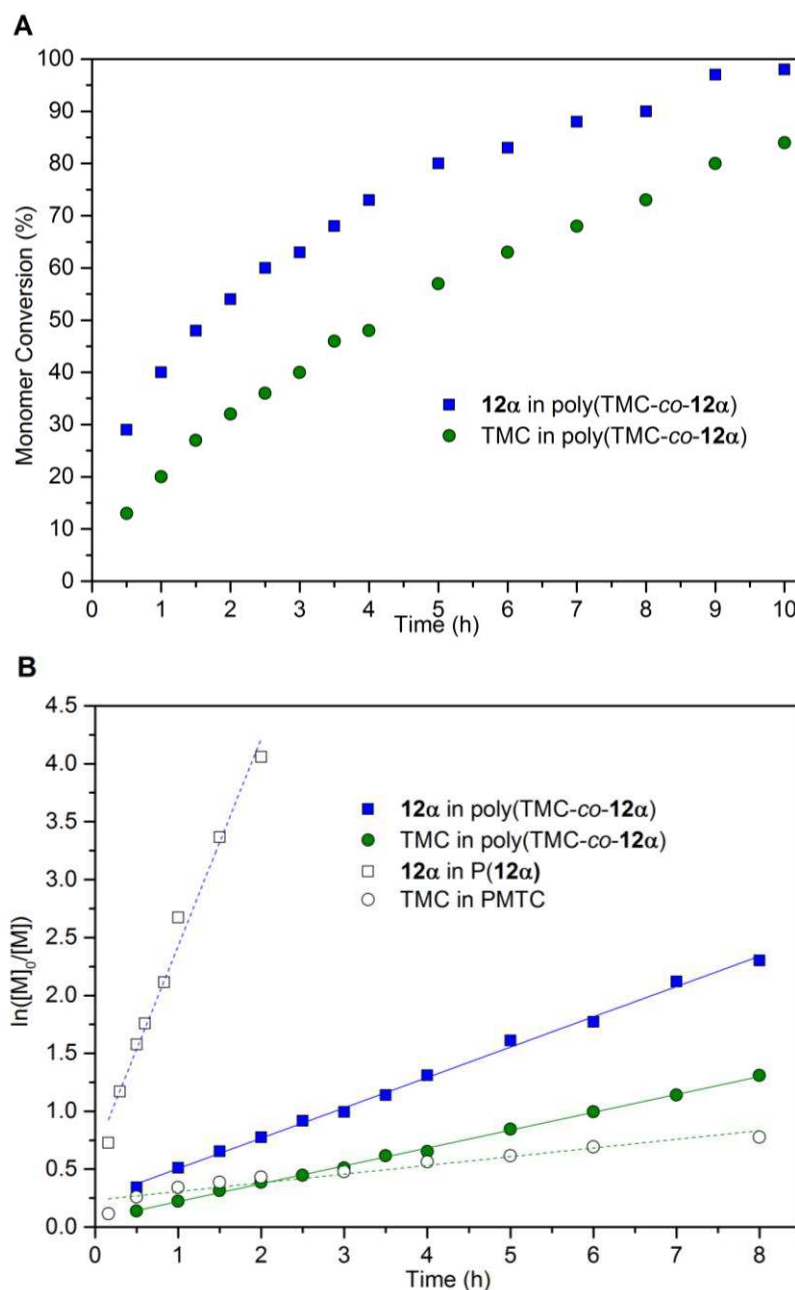 A
100
90
80
70
60
50
40
30
20
10
0
Monomer Conversion (%)
12α in poly(TMC-co-12α)
TMC in poly(TMC-co-12α)
0 1 2 3 4 5 6 7 8 9 10
Time (h)
B
4.5
4.0
3.5
3.0
2.5
2.0
1.5
1.0
0.5
0.0
ln([M]₀/[M])
12α in poly(TMC-co-12α)
TMC in poly(TMC-co-12α)
12α in P(12α)
TMC in PMTC
0 1 2 3 4 5 6 7 8
Time (h)